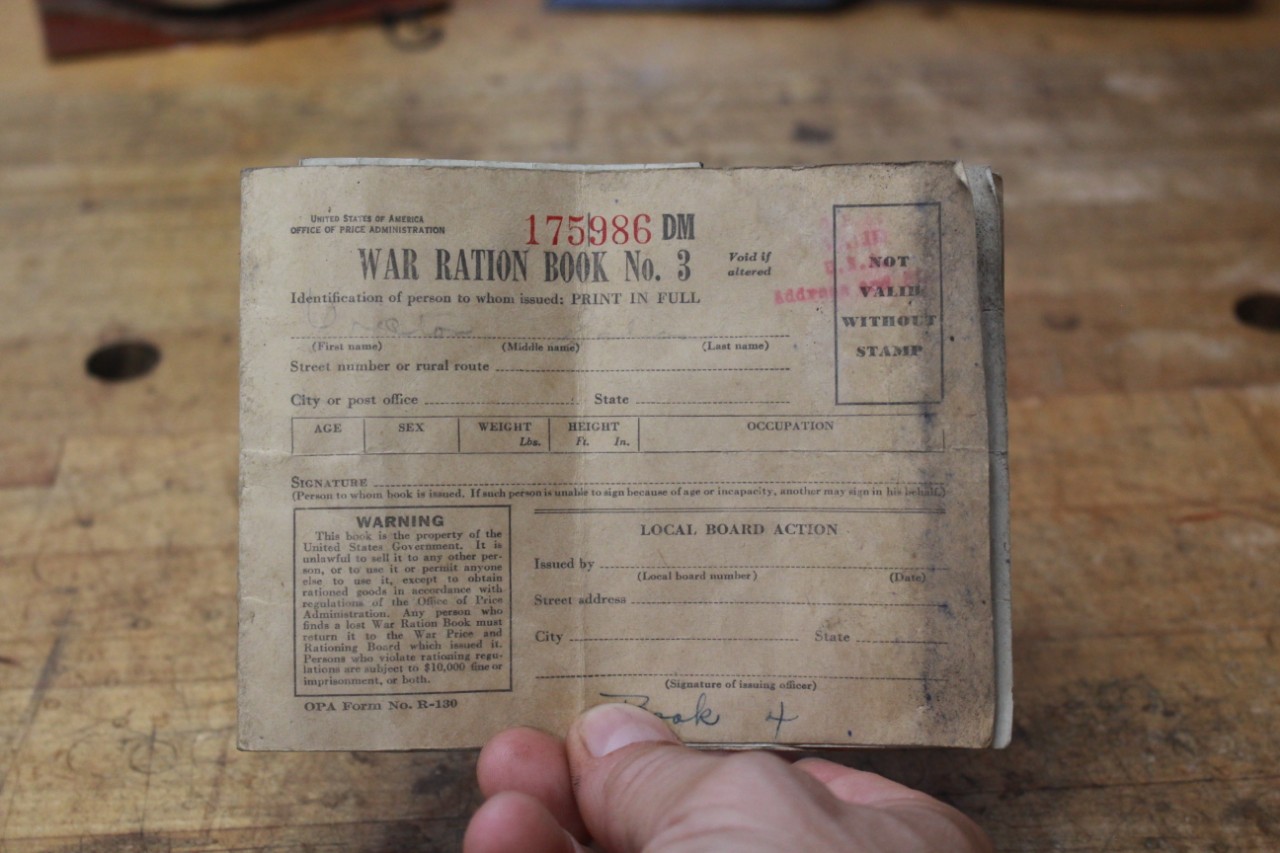 UNITED STATES OF AMERICA
OFFICE OF PRICE ADMINISTRATION
175986 DM
WAR RATION BOOK No. 3
Void if
altered
Identification of person to whom issued: PRINT IN FULL
(First name) (Middle name) (Last name)
Street number or rural route
City or post office State
AGE SEX WEIGHT Lbs. HEIGHT Ft. In. OCCUPATION
SIGNATURE
(Person to whom book is issued. If such person is unable to sign because of age or incapacity, another may sign in his behalf.)
NOT
VALID
WITHOUT
STAMP
WARNING
This book is the property of the
United States Government. It is
unlawful to sell it to any other per-
son, or to use it or permit anyone
else to use it, except to obtain
rationed goods in accordance with
regulations of the Office of Price
Administration. Any person who
finds a lost War Ration Book must
return it to the War Price and
Rationing Board which issued it.
Persons who violate rationing regu-
lations are subject to $10,000 fine or
imprisonment, or both.
OPA Form No. R-130
LOCAL BOARD ACTION
Issued by
(Local board number) (Date)
Street address
City State
(Signature of issuing officer)
Book 4